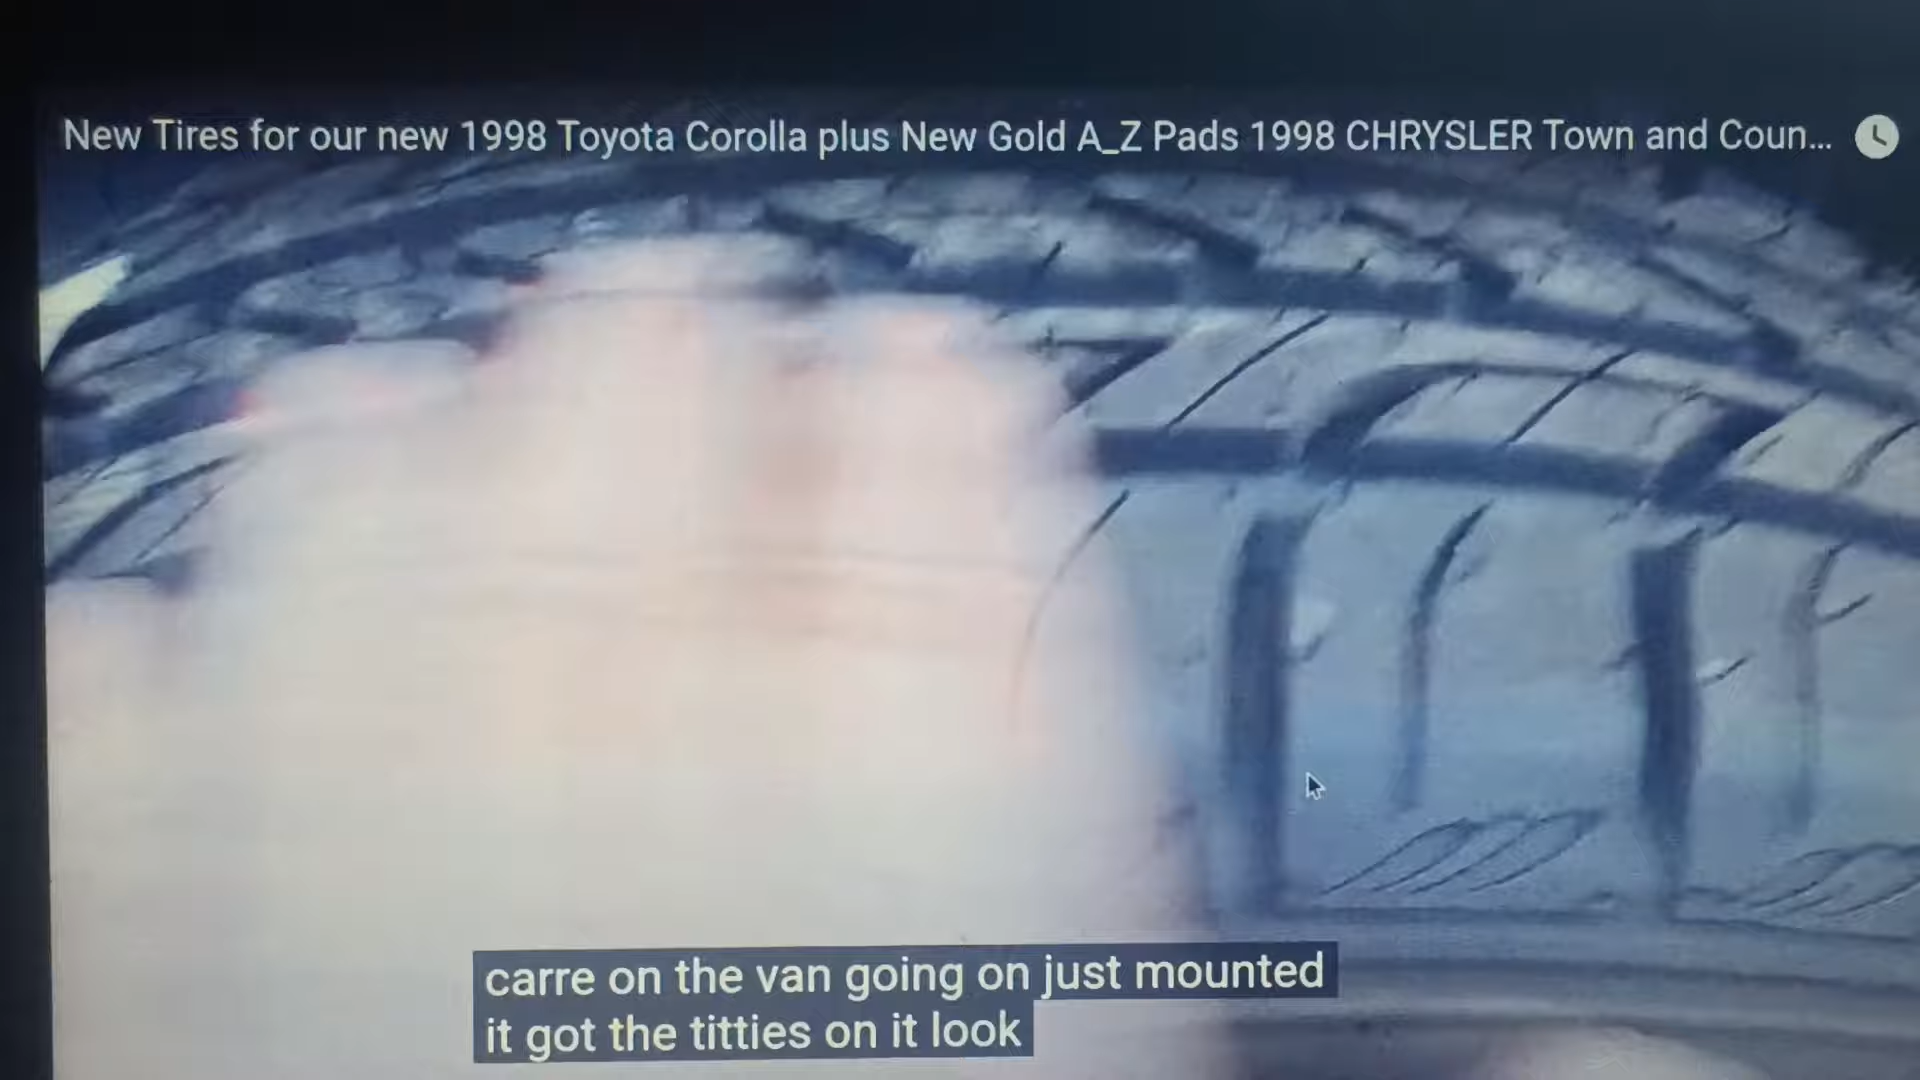 New Tires for our new 1998 Toyota Corolla plus New Gold A_Z Pads 1998 CHRYSLER Town and Coun...
carre on the van going on just mounted
it got the titties on it look